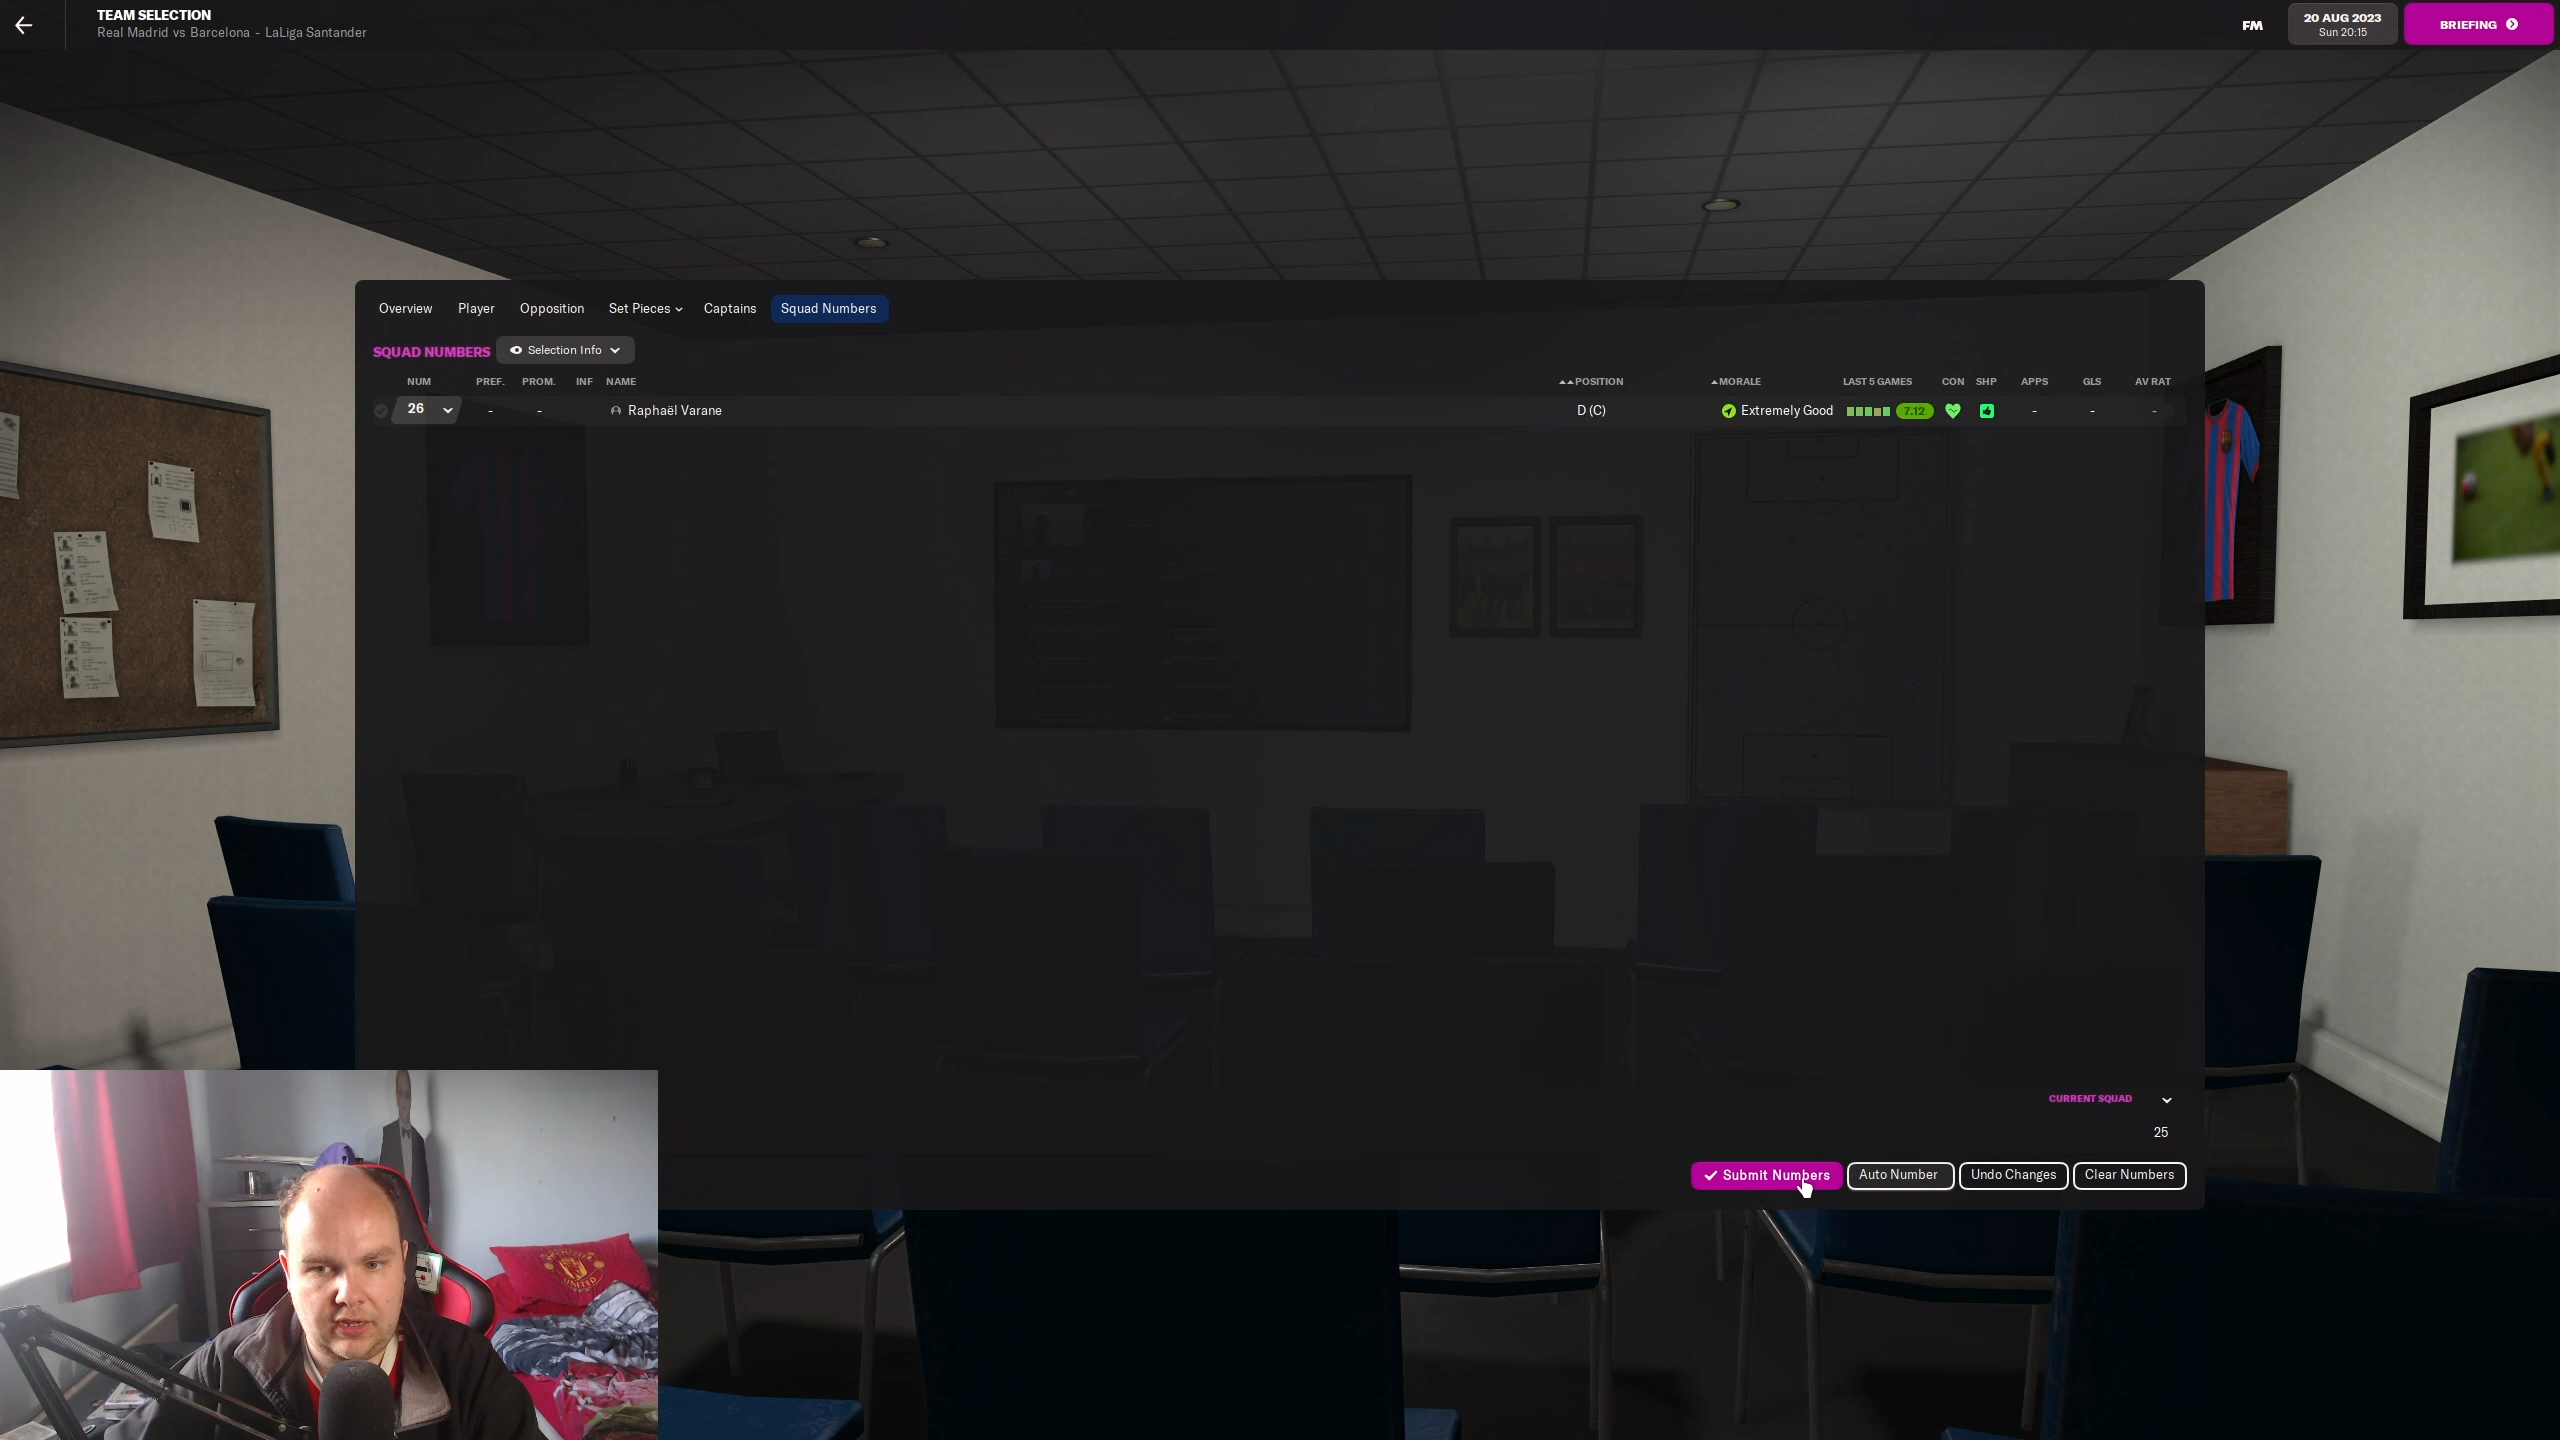 TEAM SELECTION
Real Madrid vs Barcelona - LaLiga Santander
FM
20 AUG 2023
Sun 20:15
BRIEFING
Overview Player Opposition Set Pieces Captains Squad Numbers
SQUAD NUMBERS Selection Info
NUM PREF. PROM. INF NAME POSITION MORALE LAST 5 GAMES CON SHP APPS GLS AV RAT
26 - - Raphaël Varane D (C) Extremely Good 7.12 - - -
CURRENT SQUAD
25
Submit Numbers Auto Number Undo Changes Clear Numbers
MANCHESTER
UNITED